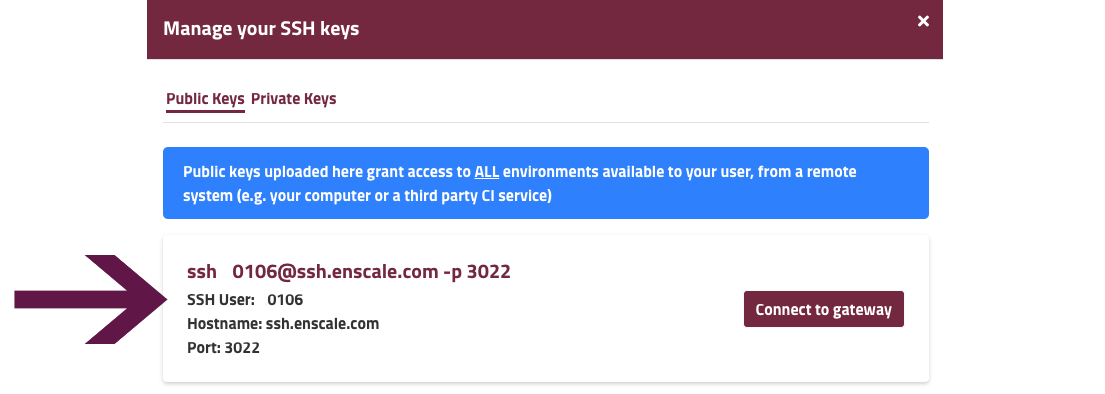 Manage your SSH keys
Public Keys Private Keys
Public keys uploaded here grant access to ALL environments available to your user, from a remote
system (e.g. your computer or a third party CI service)
ssh 0106@ssh.enscale.com -p 3022
SSH User: 0106
Hostname: ssh.enscale.com
Port: 3022
Connect to gateway